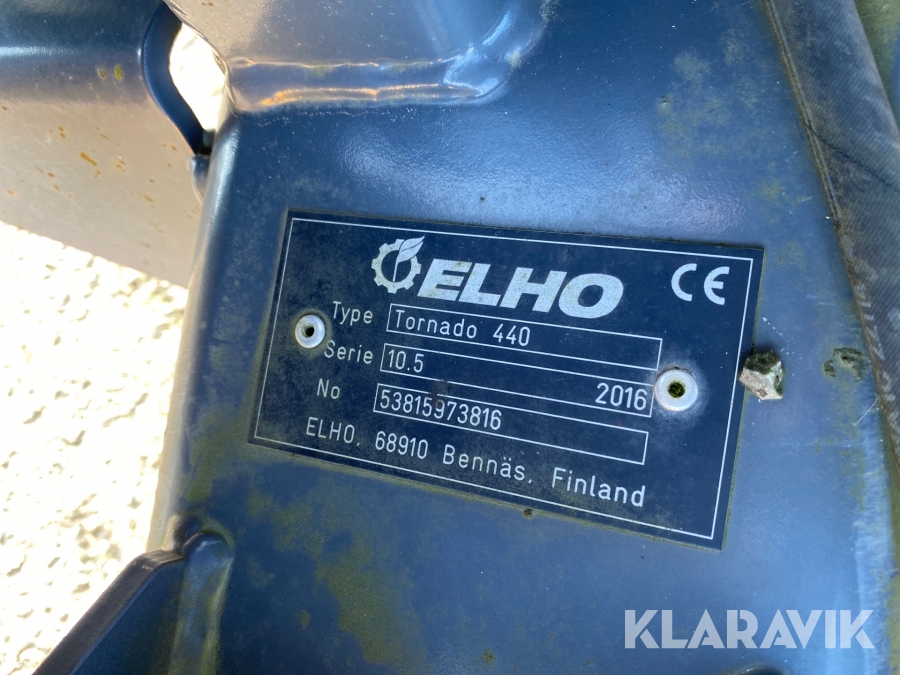 ELHO CE
Type Tornado 440
Serie 10.5 2016
No 53815973816
ELHO, 68910 Bennäs, Finland
KLARAVIK